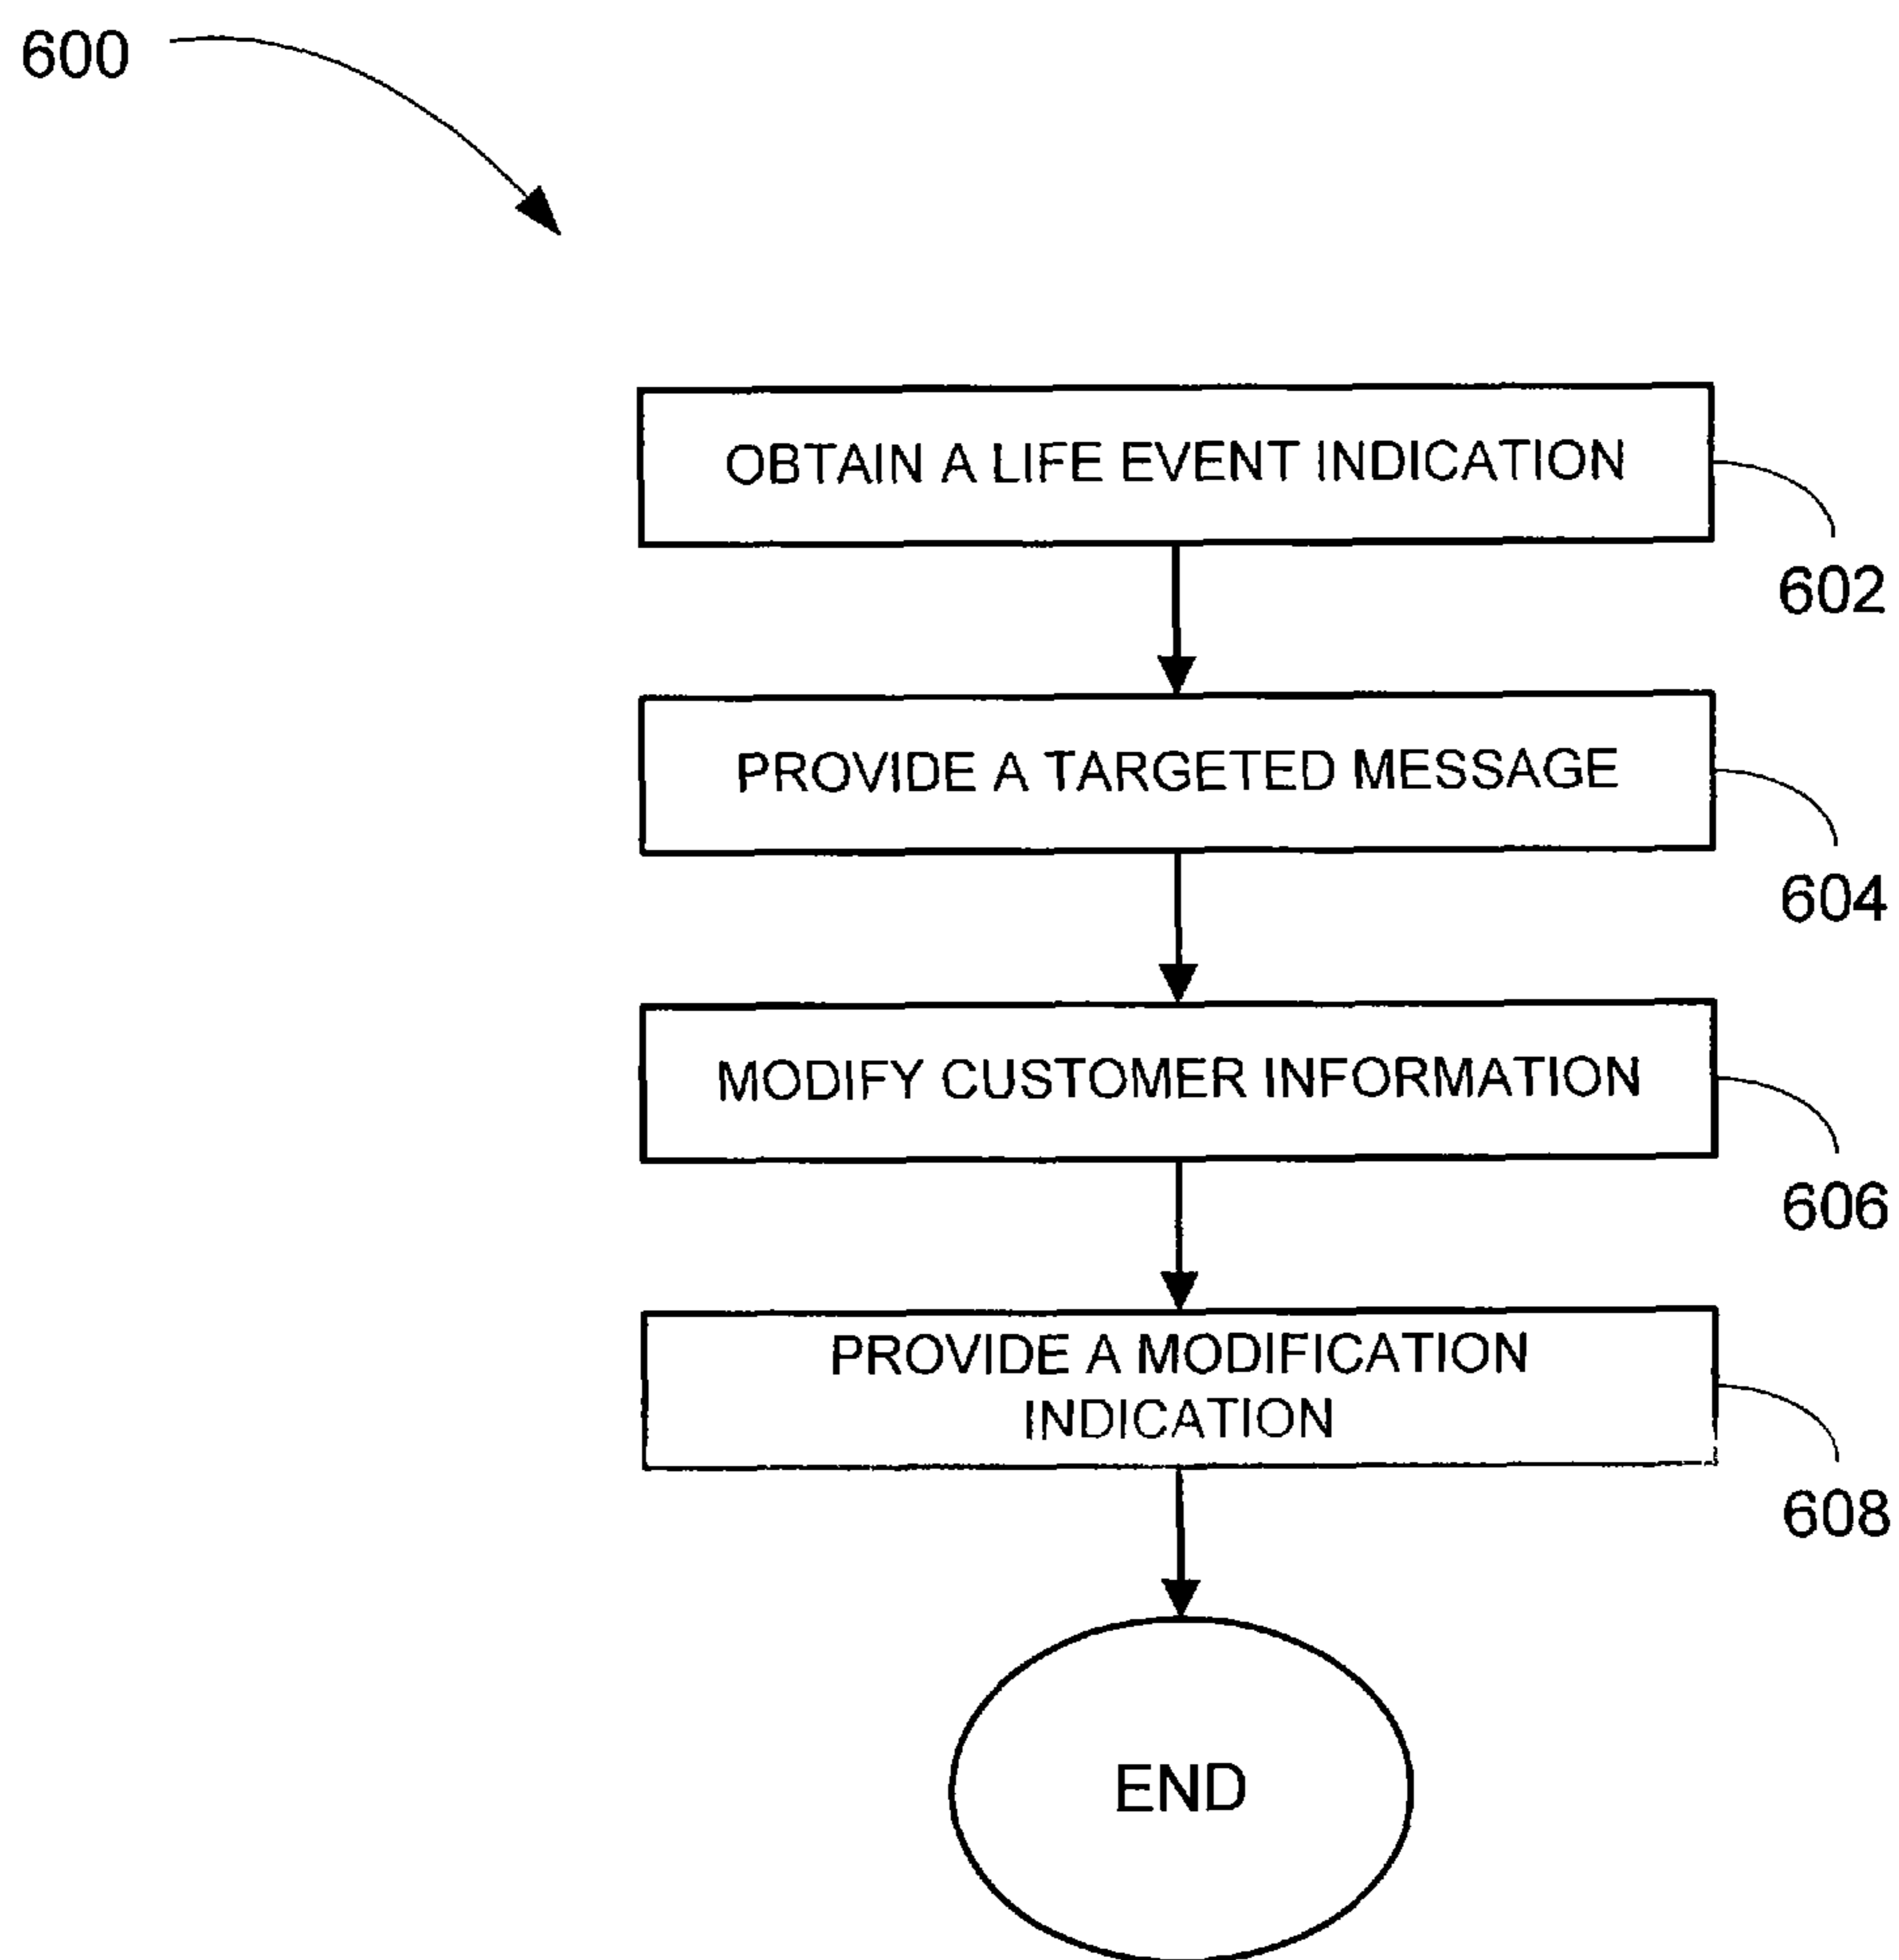 600
OBTAIN A LIFE EVENT INDICATION
602
PROVIDE A TARGETED MESSAGE
604
MODIFY CUSTOMER INFORMATION
606
PROVIDE A MODIFICATION
INDICATION
608
END